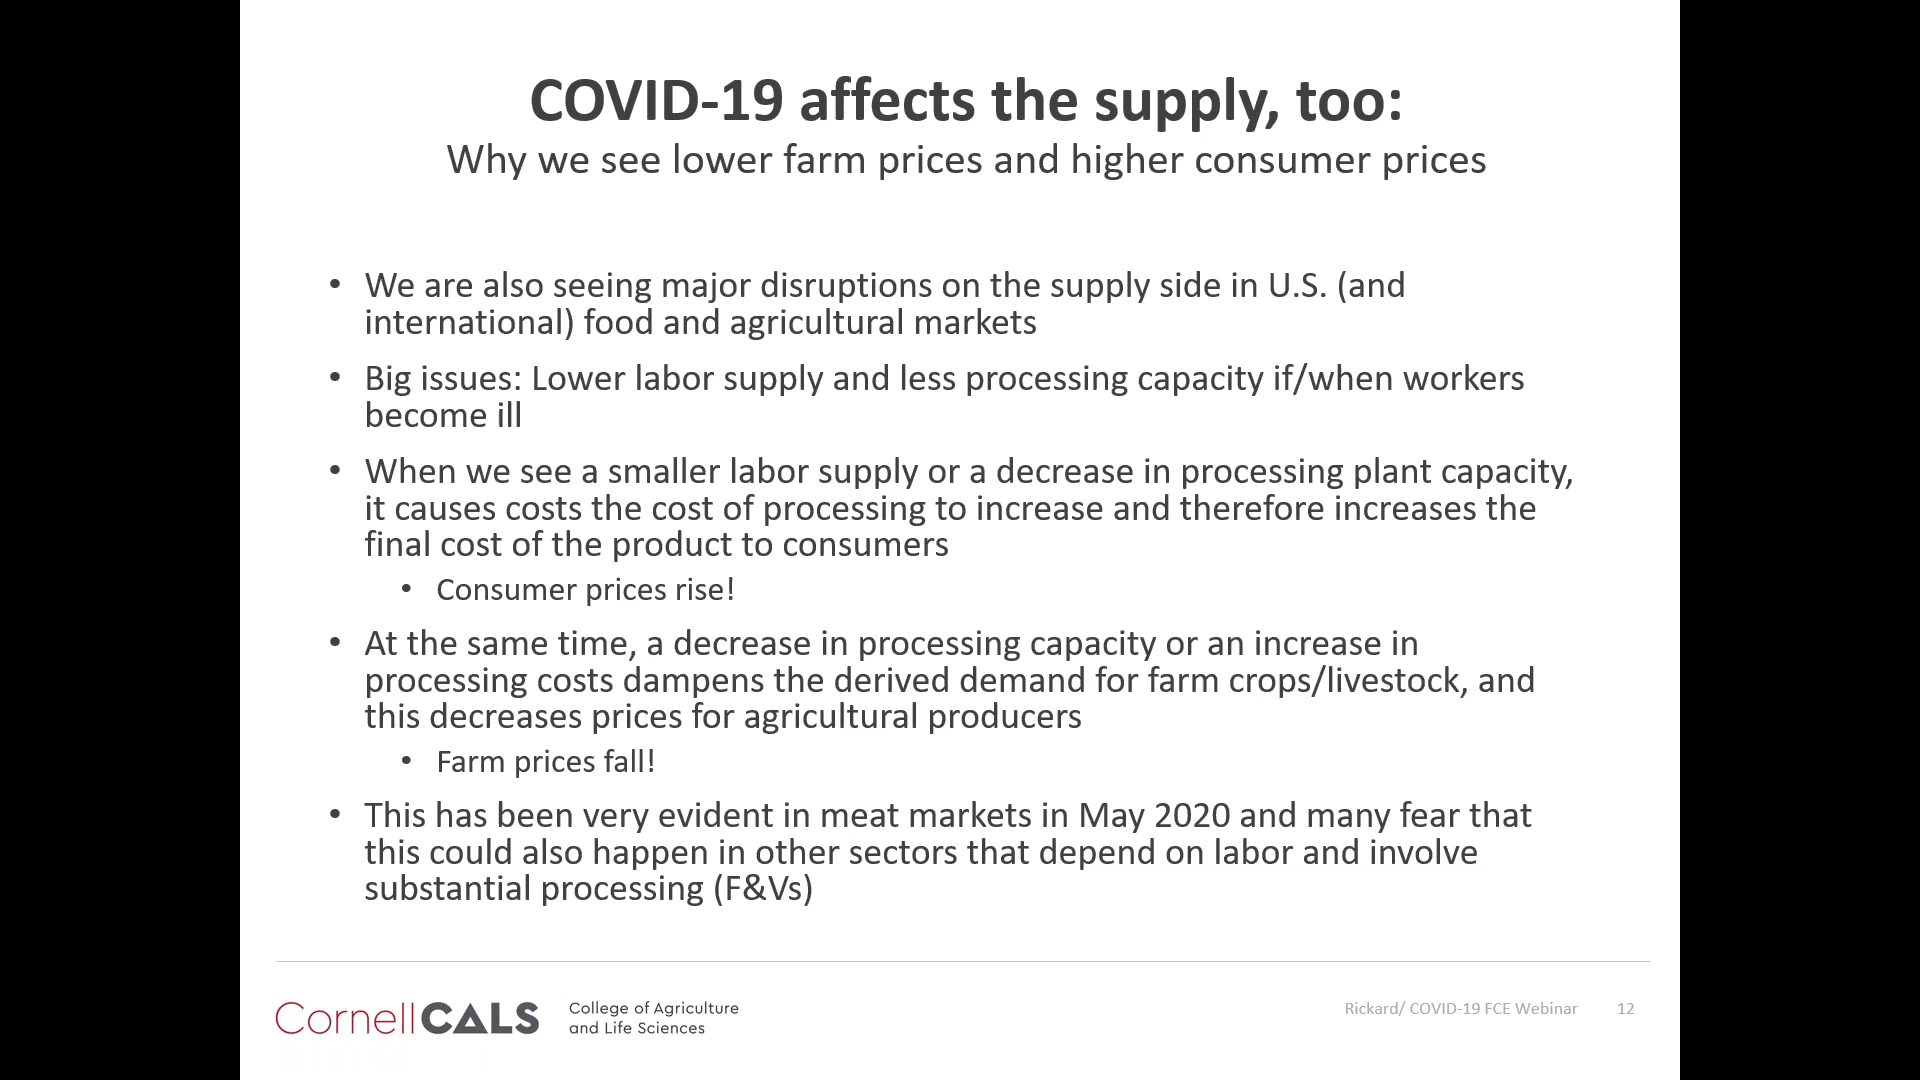 COVID-19 affects the supply, too:
Why we see lower farm prices and higher consumer prices
• We are also seeing major disruptions on the supply side in U.S. (and
international) food and agricultural markets
• Big issues: Lower labor supply and less processing capacity if/when workers
become ill
• When we see a smaller labor supply or a decrease in processing plant capacity,
it causes costs the cost of processing to increase and therefore increases the
final cost of the product to consumers
• Consumer prices rise!
• At the same time, a decrease in processing capacity or an increase in
processing costs dampens the derived demand for farm crops/livestock, and
this decreases prices for agricultural producers
• Farm prices fall!
• This has been very evident in meat markets in May 2020 and many fear that
this could also happen in other sectors that depend on labor and involve
substantial processing (F&Vs)
CornellCALS
College of Agriculture
and Life Sciences
Rickard/ COVID-19 FCE Webinar 12